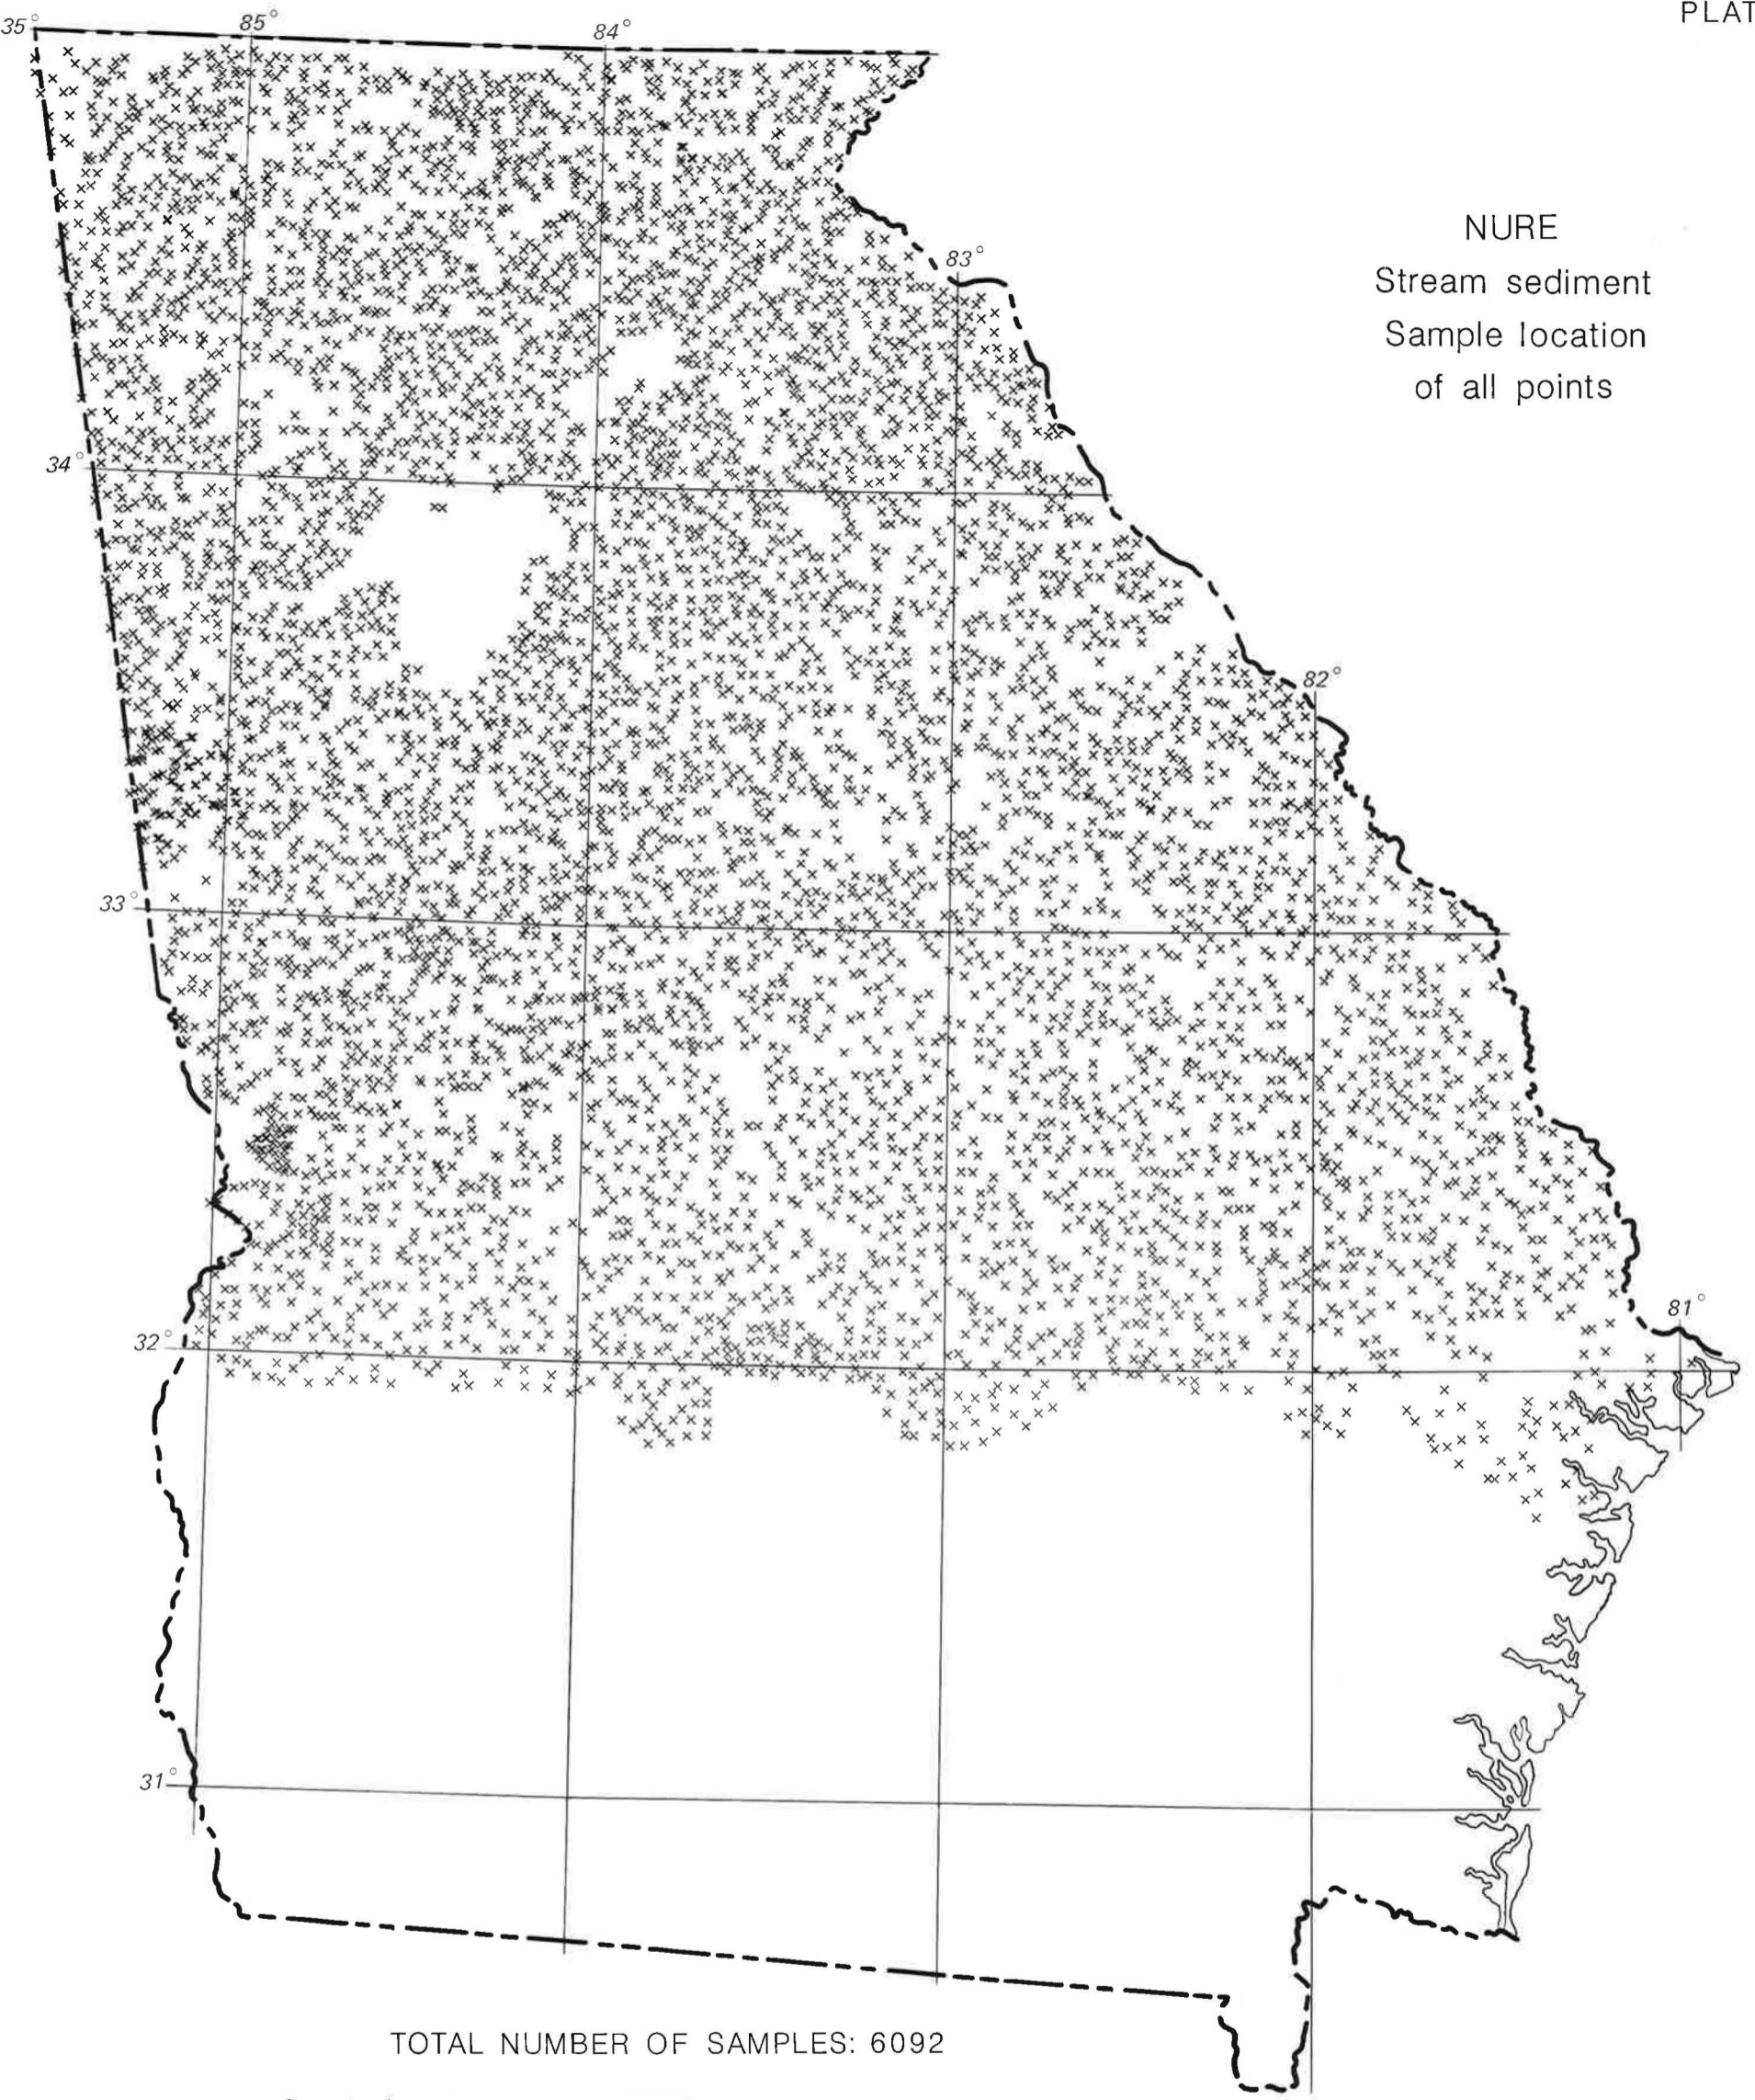 PLAT
35°
85°
84°
NURE
Stream sediment
Sample location
of all points
83°
34°
82°
33°
81°
32°
31°
TOTAL NUMBER OF SAMPLES: 6092